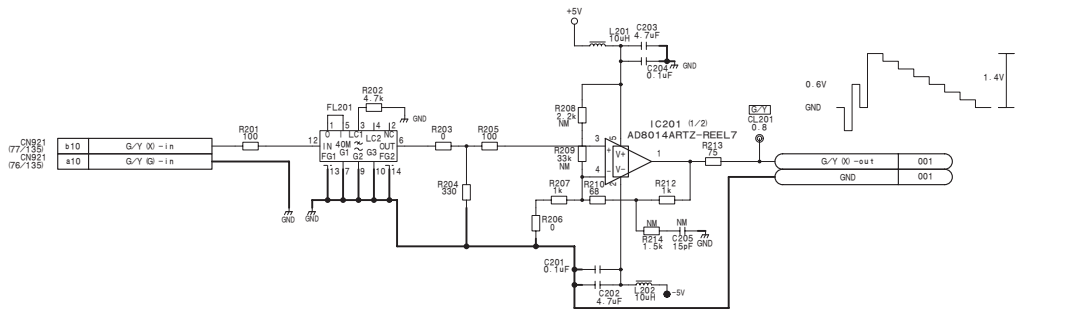 +5V
L201
10uH
C203
4.7uF
GND
C204
0.1uF
0.6V
GND
1.4V
R202
4.7k
GND
FL201
R208
2.2k
NM
IC201 (1/2)
AD8014ARTZ-REEL7
G/Y
CL201
0.8
CN921
(77/135)
b10 G/Y (X)-in
CN921
(76/135)
a10 G/Y (G)-in
R201
100
1 5 3 4 2
O LC1 NC
IN 40M LC2 OUT
FG1 G1 G2 G3 FG2
12
6
13 7 9 10 14
R203
0
R205
100
R209
33k
NM
3
4
5
2
1
+
-
V+
V-
R213
75
G/Y (X)-out 001
GND 001
GND
GND
R204
330
R207
1k
R210
68
R212
1k
R206
0
NM
R214
1.5k
NM
C205
15pF
GND
C201
0.1uF
C202
4.7uF
L202
10uH
-5V